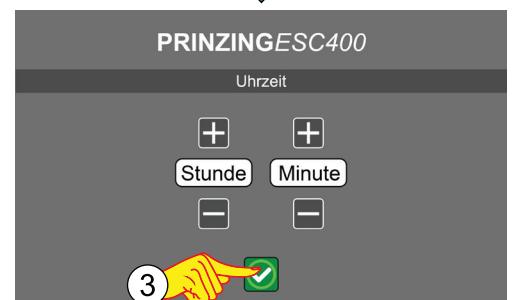 PRINZINGESC400
Uhrzeit
+ +
Stunde Minute
- -
3